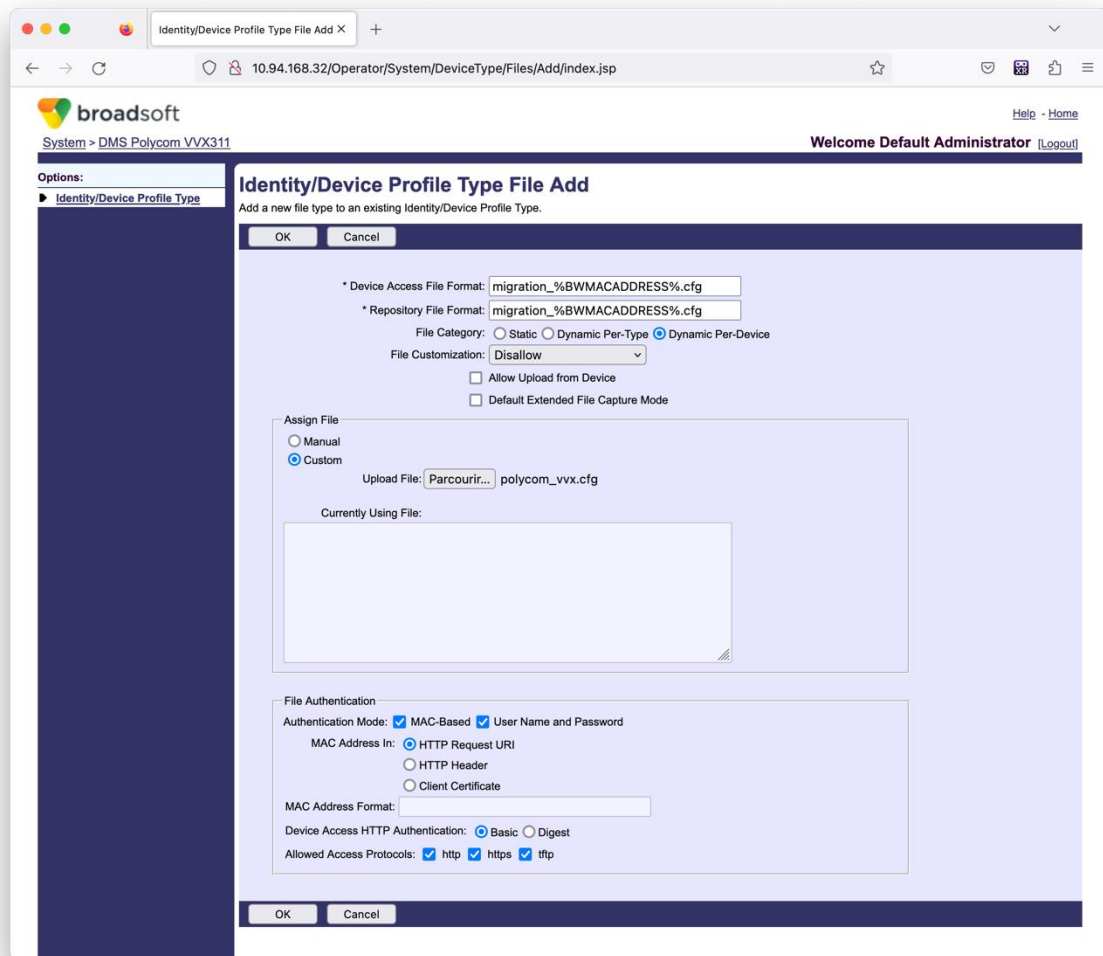 Identity/Device Profile Type File Add
10.94.168.32/Operator/System/DeviceType/Files/Add/index.jsp
XR
broadsoft
Help - Home
System > DMS Polycom VVX311
Welcome Default Administrator [Logout]
Options:
Identity/Device Profile Type
Identity/Device Profile Type File Add
Add a new file type to an existing Identity/Device Profile Type.
OK Cancel
* Device Access File Format: migration_%BWMACADDRESS%.cfg
* Repository File Format: migration_%BWMACADDRESS%.cfg
File Category: Static Dynamic Per-Type Dynamic Per-Device
File Customization: Disallow
Allow Upload from Device
Default Extended File Capture Mode
Assign File
Manual
Custom
Upload File: Parcourir... polycom_vvx.cfg
Currently Using File:
File Authentication
Authentication Mode: MAC-Based User Name and Password
MAC Address In: HTTP Request URI
HTTP Header
Client Certificate
MAC Address Format:
Device Access HTTP Authentication: Basic Digest
Allowed Access Protocols: http https tftp
OK Cancel